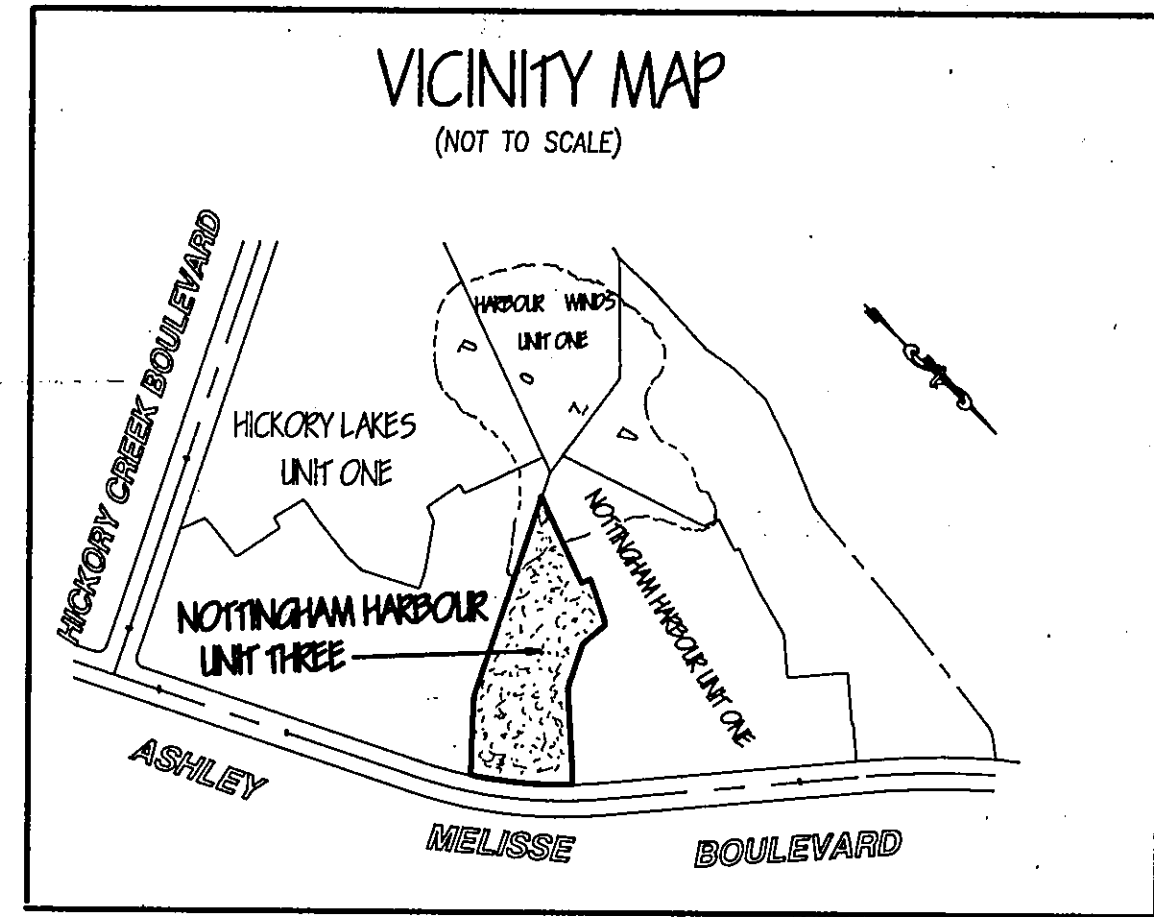 VICINITY MAP
(NOT TO SCALE)
HICKORY CREEK BOULEVARD
HARBOUR WINDS
UNIT ONE
P
O
N
D
HICKORY LAKES
UNIT ONE
NOTTINGHAM HARBOUR UNIT ONE
NOTTINGHAM HARBOUR
UNIT THREE
ASHLEY
MELISSE
BOULEVARD